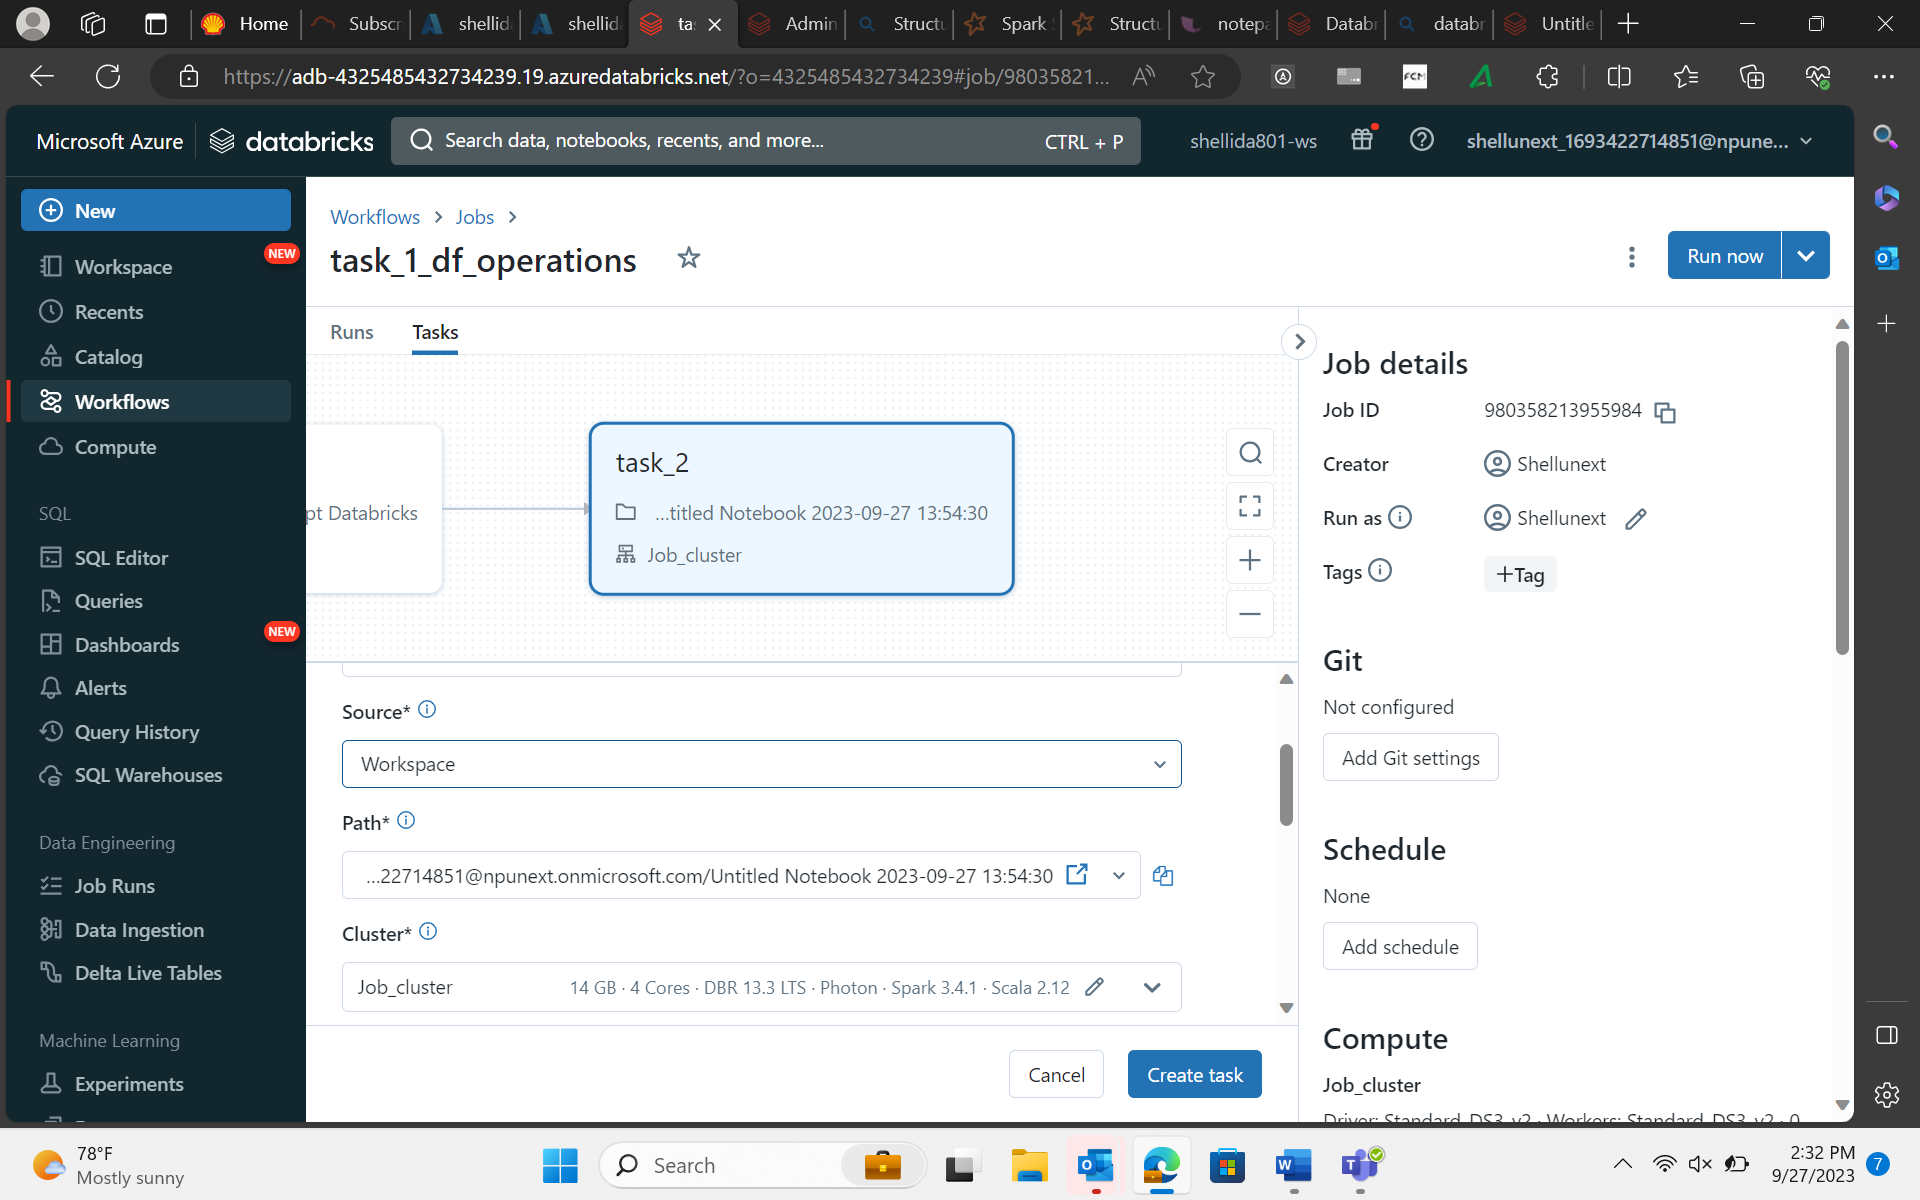 Home
Subscr
shellida
shellida
ta
Admin
Structu
Spark
Structu
notepa
Databr
databr
Untitle
https://adb-4325485432734239.19.azuredatabricks.net/?o=4325485432734239#job/98035821...
FCM
Microsoft Azure
databricks
Search data, notebooks, recents, and more...
CTRL + P
shellida801-ws
shellunext_1693422714851@npune...
New
Workspace
NEW
Recents
Catalog
Workflows
Compute
SQL
SQL Editor
Queries
Dashboards
NEW
Alerts
Query History
SQL Warehouses
Data Engineering
Job Runs
Data Ingestion
Delta Live Tables
Machine Learning
Experiments
Workflows > Jobs >
task_1_df_operations
Run now
Runs
Tasks
pt Databricks
task_2
...titled Notebook 2023-09-27 13:54:30
Job_cluster
Source*
Workspace
Path*
...22714851@npunext.onmicrosoft.com/Untitled Notebook 2023-09-27 13:54:30
Cluster*
Job_cluster
14 GB · 4 Cores · DBR 13.3 LTS · Photon · Spark 3.4.1 · Scala 2.12
Cancel
Create task
Job details
Job ID
980358213955984
Creator
Shellunext
Run as
Shellunext
Tags
+Tag
Git
Not configured
Add Git settings
Schedule
None
Add schedule
Compute
Job_cluster
Driver: Standard_DS3_v2 · Workers: Standard_DS3_v2 · 0
78°F
Mostly sunny
Search
2:32 PM
9/27/2023
7